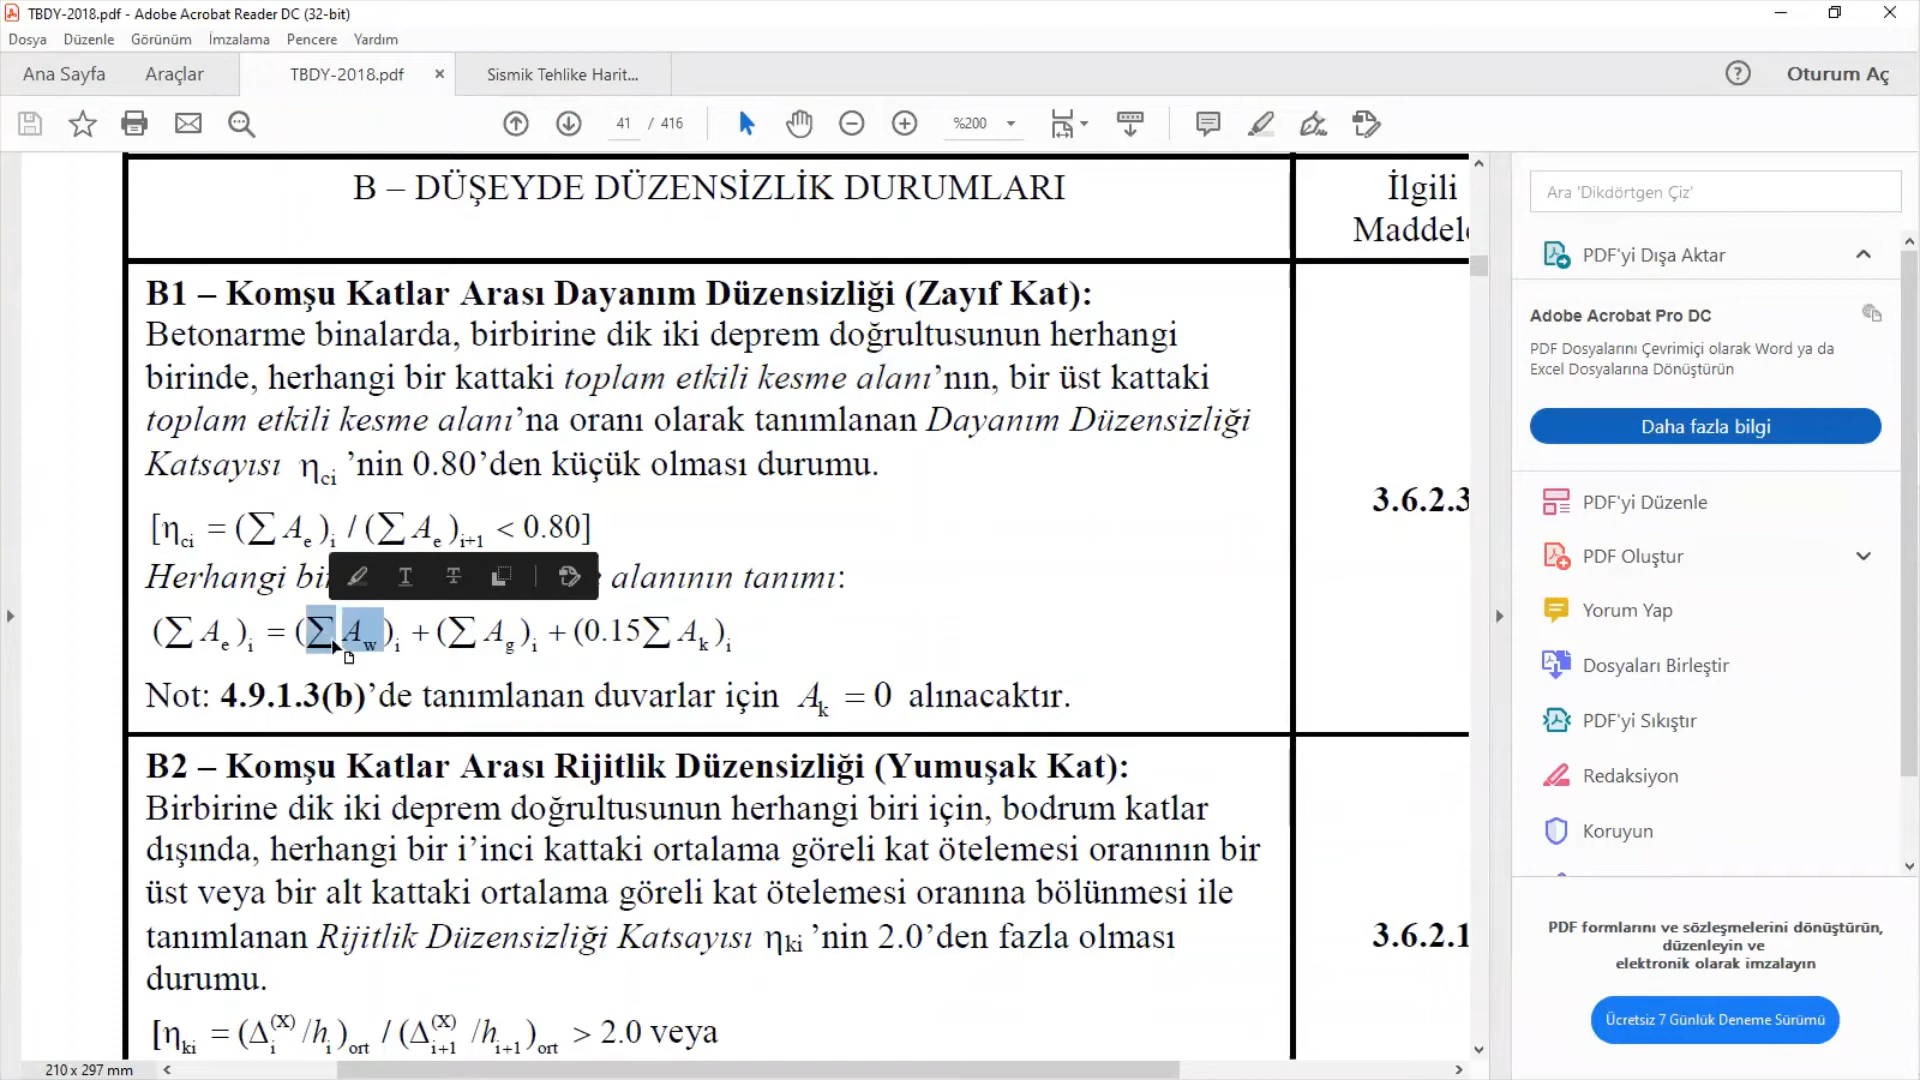 TBDY-2018.pdf - Adobe Acrobat Reader DC (32-bit)
Dosya Düzenle Görünüm İmzalama Pencere Yardım
Ana Sayfa Araçlar TBDY-2018.pdf × Sismik Tehlike Harit... ? Oturum Aç
41 / 416 %200
B – DÜŞEYDE DÜZENSİZLİK DURUMLARI
İlgili
Maddele
B1 – Komşu Katlar Arası Dayanım Düzensizliği (Zayıf Kat):
Betonarme binalarda, birbirine dik iki deprem doğrultusunun herhangi
birinde, herhangi bir kattaki toplam etkili kesme alanı’nın, bir üst kattaki
toplam etkili kesme alanı’na oranı olarak tanımlanan Dayanım Düzensizliği
Katsayısı ηci ’nin 0.80’den küçük olması durumu.
[ηci = (∑ Ae )i / (∑ Ae )i+1 < 0.80]
Herhangi bir alanının tanımı:
(∑ Ae )i = (∑ Aw )i + (∑ Ag )i + (0.15∑ Ak )i
Not: 4.9.1.3(b)’de tanımlanan duvarlar için Ak = 0 alınacaktır.
3.6.2.3
B2 – Komşu Katlar Arası Rijitlik Düzensizliği (Yumuşak Kat):
Birbirine dik iki deprem doğrultusunun herhangi biri için, bodrum katlar
dışında, herhangi bir i’inci kattaki ortalama göreli kat ötelemesi oranının bir
üst veya bir alt kattaki ortalama göreli kat ötelemesi oranına bölünmesi ile
tanımlanan Rijitlik Düzensizliği Katsayısı ηki ’nin 2.0’den fazla olması
durumu.
[ηki = (Δi(X) /hi )ort / (Δi+1(X) /hi+1 )ort > 2.0 veya
3.6.2.1
210 x 297 mm
Ara 'Dikdörtgen Çiz'
PDF'yi Dışa Aktar
Adobe Acrobat Pro DC
PDF Dosyalarını Çevrimiçi olarak Word ya da
Excel Dosyalarına Dönüştürün
Daha fazla bilgi
PDF'yi Düzenle
PDF Oluştur
Yorum Yap
Dosyaları Birleştir
PDF'yi Sıkıştır
Redaksiyon
Koruyun
PDF formlarını ve sözleşmelerini dönüştürün,
düzenleyin ve
elektronik olarak imzalayın
Ücretsiz 7 Günlük Deneme Sürümü